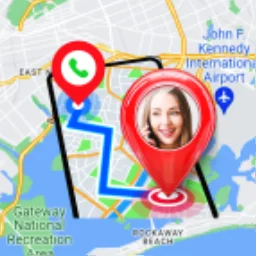 John F.
Kennedy
International
Airport
EAST
Gateway
National
Recreation
Area
ROCKAWAY
BEACH